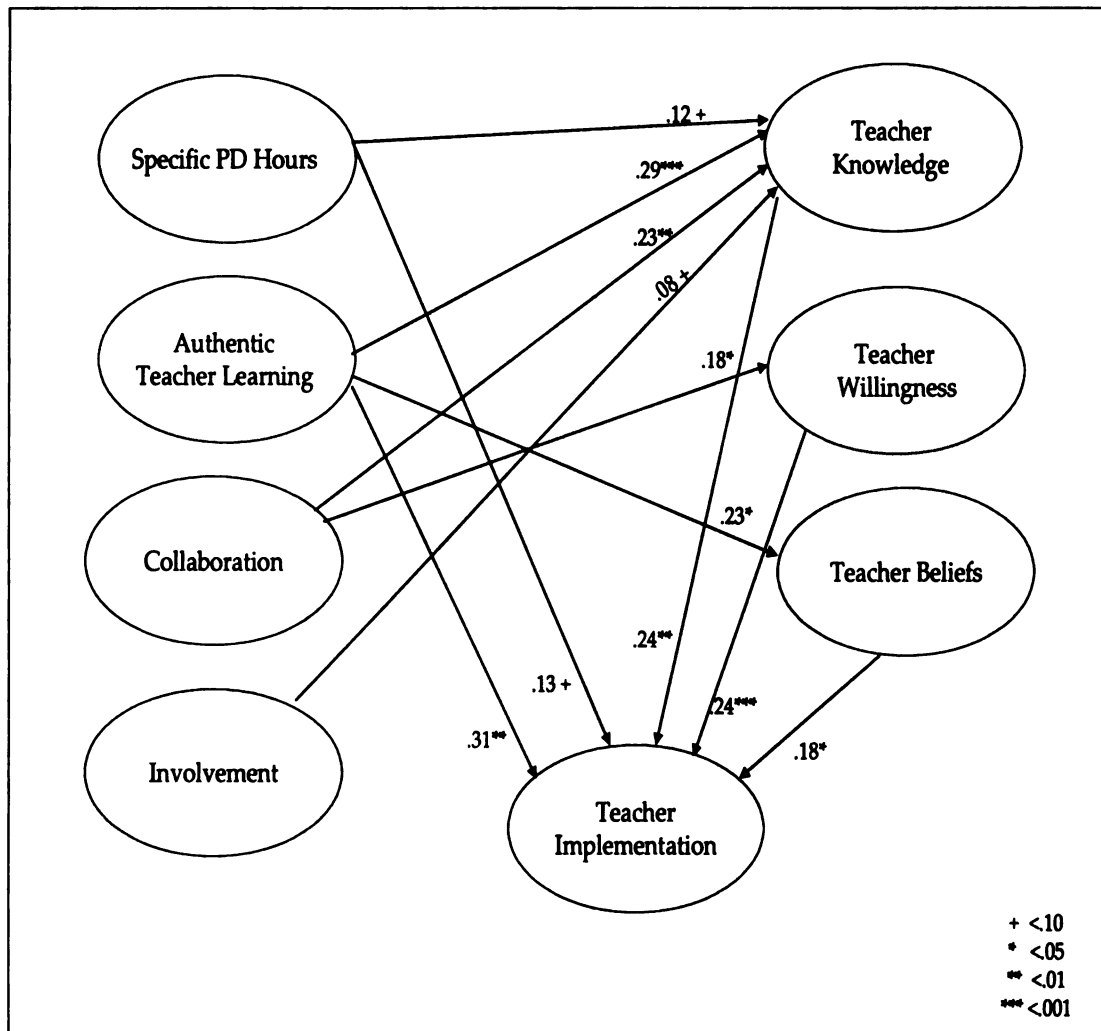 Specific PD Hours
Teacher
Knowledge
.12 +
.29***
.23**
.08 +
Authentic
Teacher Learning
Teacher
Willingness
.18*
Collaboration
Teacher Beliefs
.23*
Involvement
.24**
.13 +
.31**
.24***
.18*
Teacher
Implementation
+ <.10
* <.05
** <.01
*** <.001